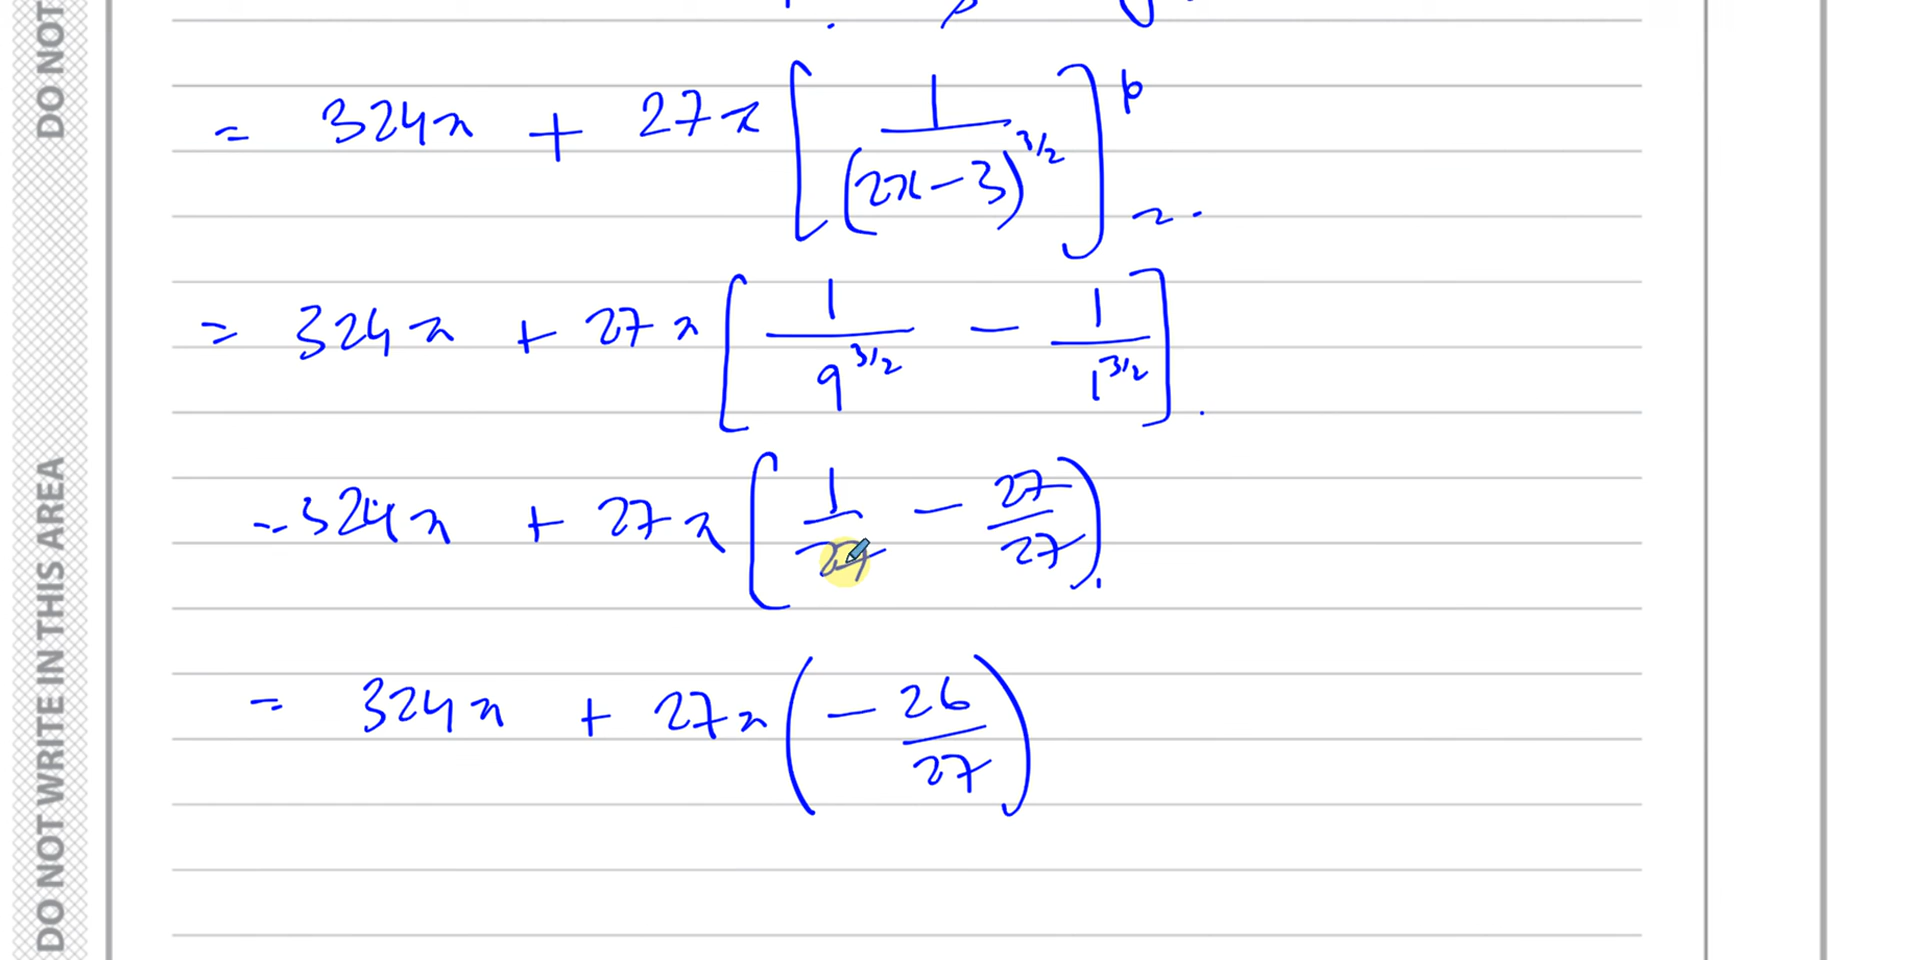 DO NOT
= 324π + 27π [ 1 / (2x-3)^{3/2} ]^6_2.
= 324π + 27π [ 1 / 9^{3/2} - 1 / 1^{3/2} ].
= 324π + 27π [ 1/27 - 27/27 ).
= 324π + 27π ( - 26/27 )
DO NOT WRITE IN THIS AREA